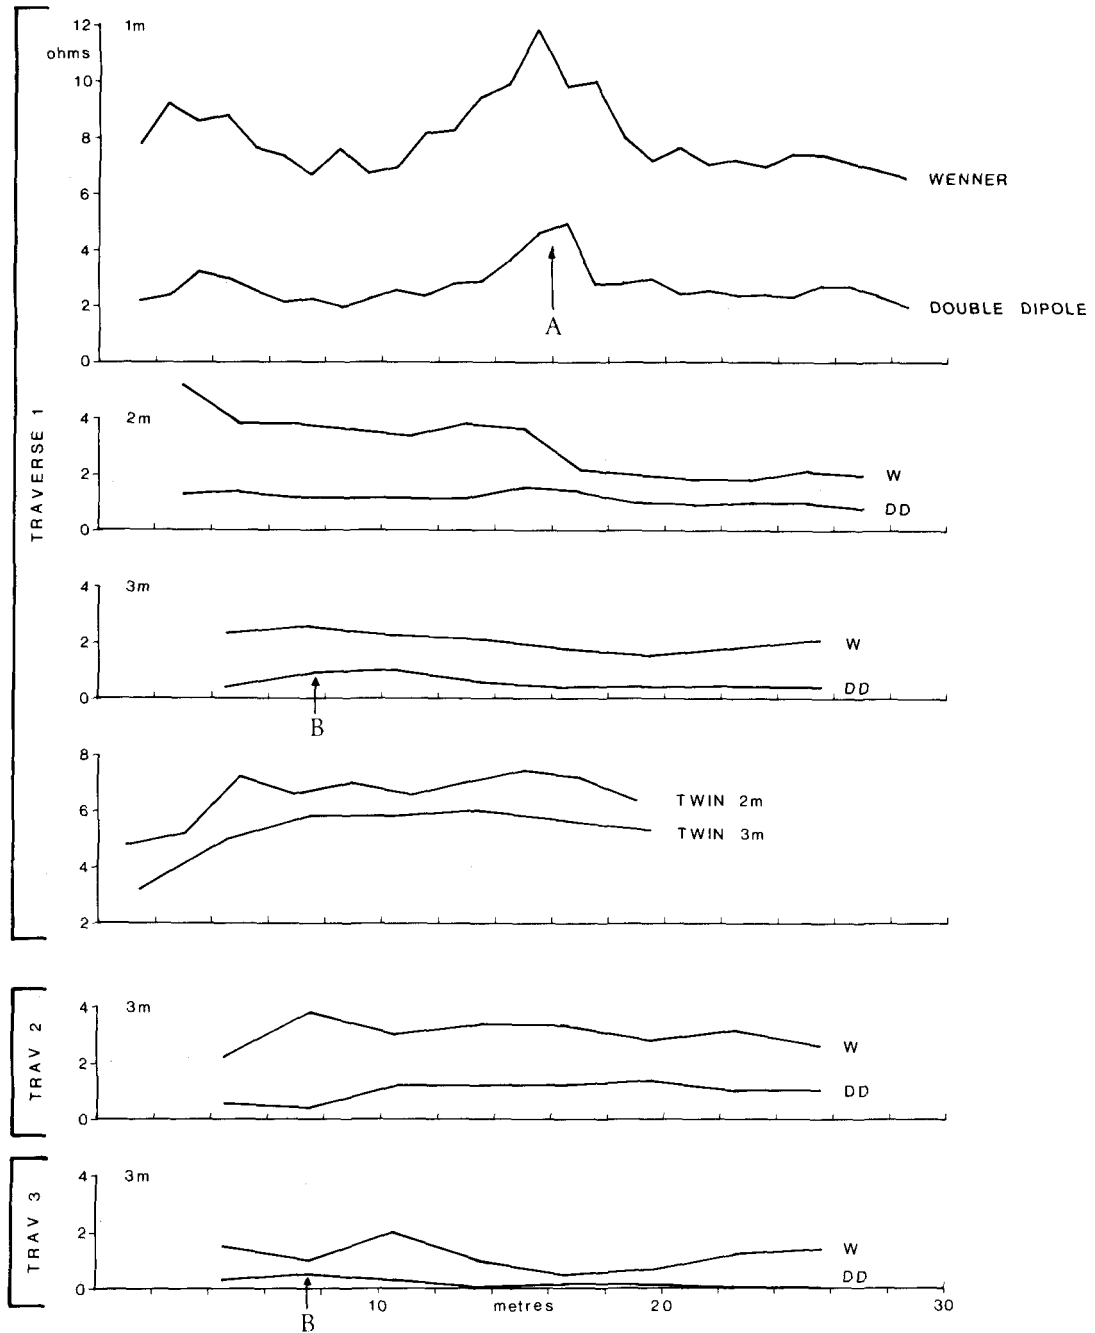 TRAVERSE 1
12
1m
ohms
10
8
6
WENNER
4
2
DOUBLE DIPOLE
A
0
4
2m
2
W
DD
0
4
3m
2
W
DD
0
B
8
6
TWIN 2m
TWIN 3m
4
2
TRAV 2
4
3m
2
W
DD
0
TRAV 3
4
3m
2
W
DD
0
10
metres
20
30
B